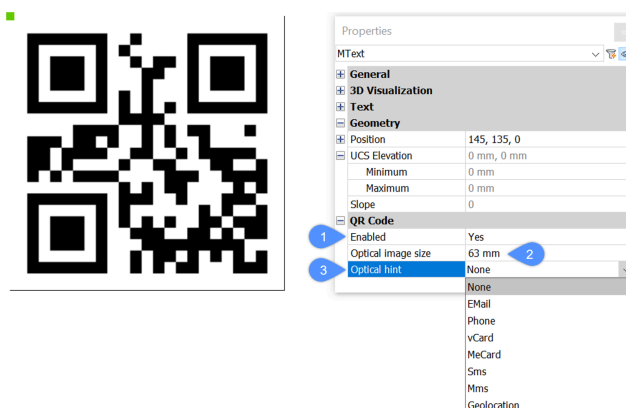 Properties
MText
General
3D Visualization
Text
Geometry
Position 145, 135, 0
UCS Elevation 0 mm, 0 mm
Minimum 0 mm
Maximum 0 mm
Slope 0
QR Code
1 Enabled Yes
Optical image size 63 mm 2
3 Optical hint None
None
EMail
Phone
vCard
MeCard
Sms
Mms
Geolocation